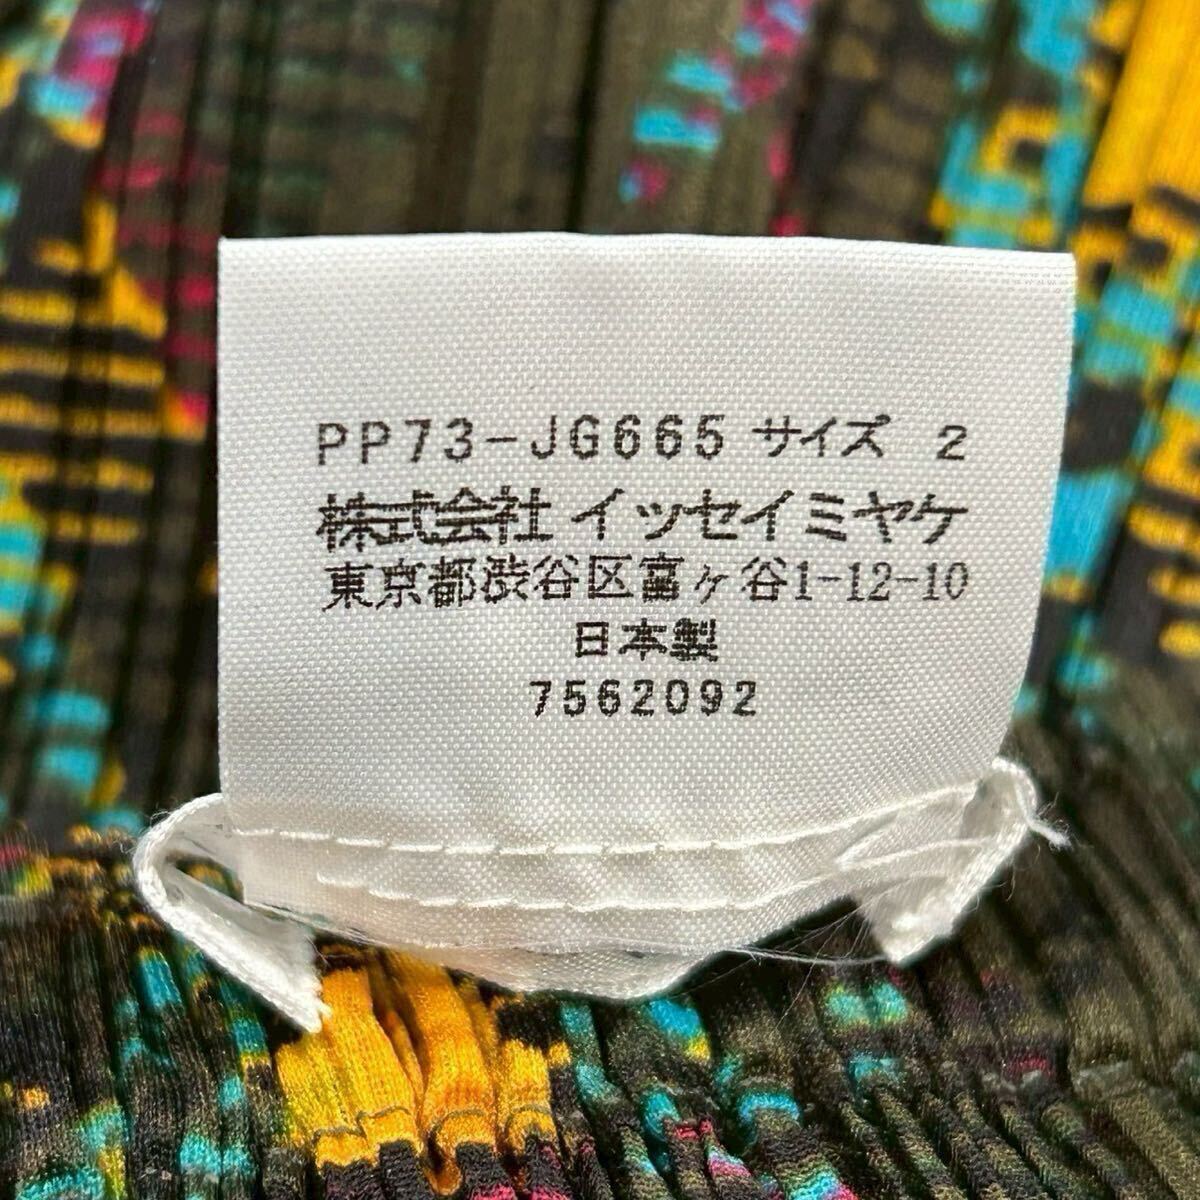 PP73-JG665 サイズ 2
株式会社 イッセイミヤケ
東京都渋谷区富ヶ谷1-12-10
日本製
7562092